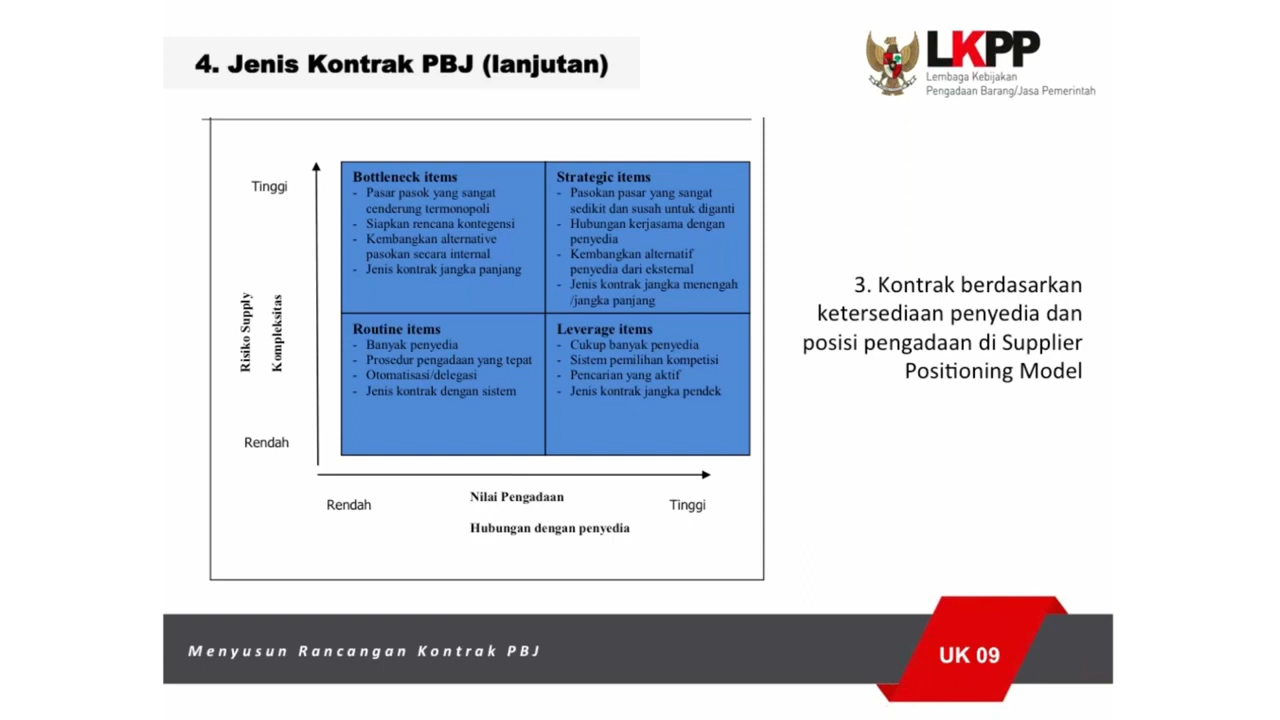 4. Jenis Kontrak PBJ (lanjutan)
LKPP
Lembaga Kebijakan
Pengadaan Barang/Jasa Pemerintah
Tinggi
Risiko Supply
Kompleksitas
Rendah
Bottleneck items
- Pasar pasok yang sangat
cenderung termonopoli
- Siapkan rencana kontegensi
- Kembangkan alternative
pasokan secara internal
- Jenis kontrak jangka panjang
Strategic items
- Pasokan pasar yang sangat
sedikit dan susah untuk diganti
- Hubungan kerjasama dengan
penyedia
- Kembangkan alternatif
penyedia dari eksternal
- Jenis kontrak jangka menengah
/jangka panjang
Routine items
- Banyak penyedia
- Prosedur pengadaan yang tepat
- Otomatisasi/delegasi
- Jenis kontrak dengan sistem
Leverage items
- Cukup banyak penyedia
- Sistem pemilihan kompetisi
- Pencarian yang aktif
- Jenis kontrak jangka pendek
Rendah
Nilai Pengadaan
Tinggi
Hubungan dengan penyedia
3. Kontrak berdasarkan
ketersediaan penyedia dan
posisi pengadaan di Supplier
Positioning Model
Menyusun Rancangan Kontrak PBJ
UK 09